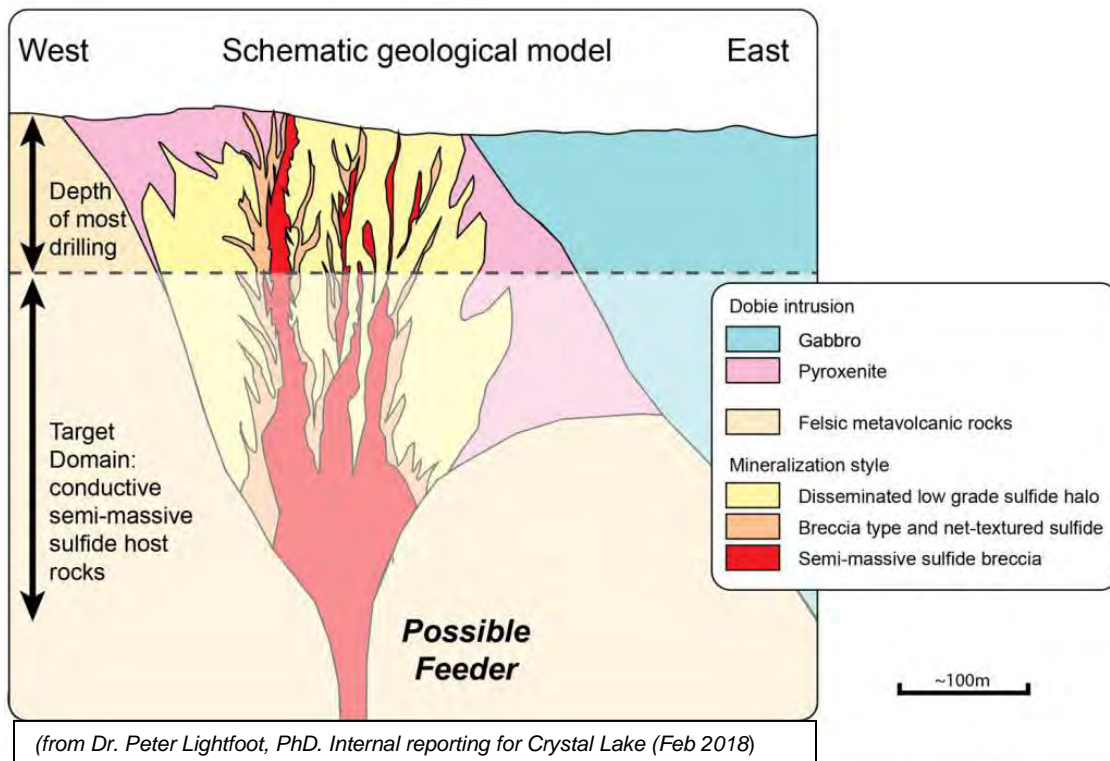 West Schematic geological model East
Depth
of most
drilling
Target
Domain:
conductive
semi-massive
sulfide host
rocks
Possible
Feeder
Dobie intrusion
Gabbro
Pyroxenite
Felsic metavolcanic rocks
Mineralization style
Disseminated low grade sulfide halo
Breccia type and net-textured sulfide
Semi-massive sulfide breccia
~100m
(from Dr. Peter Lightfoot, PhD. Internal reporting for Crystal Lake (Feb 2018)